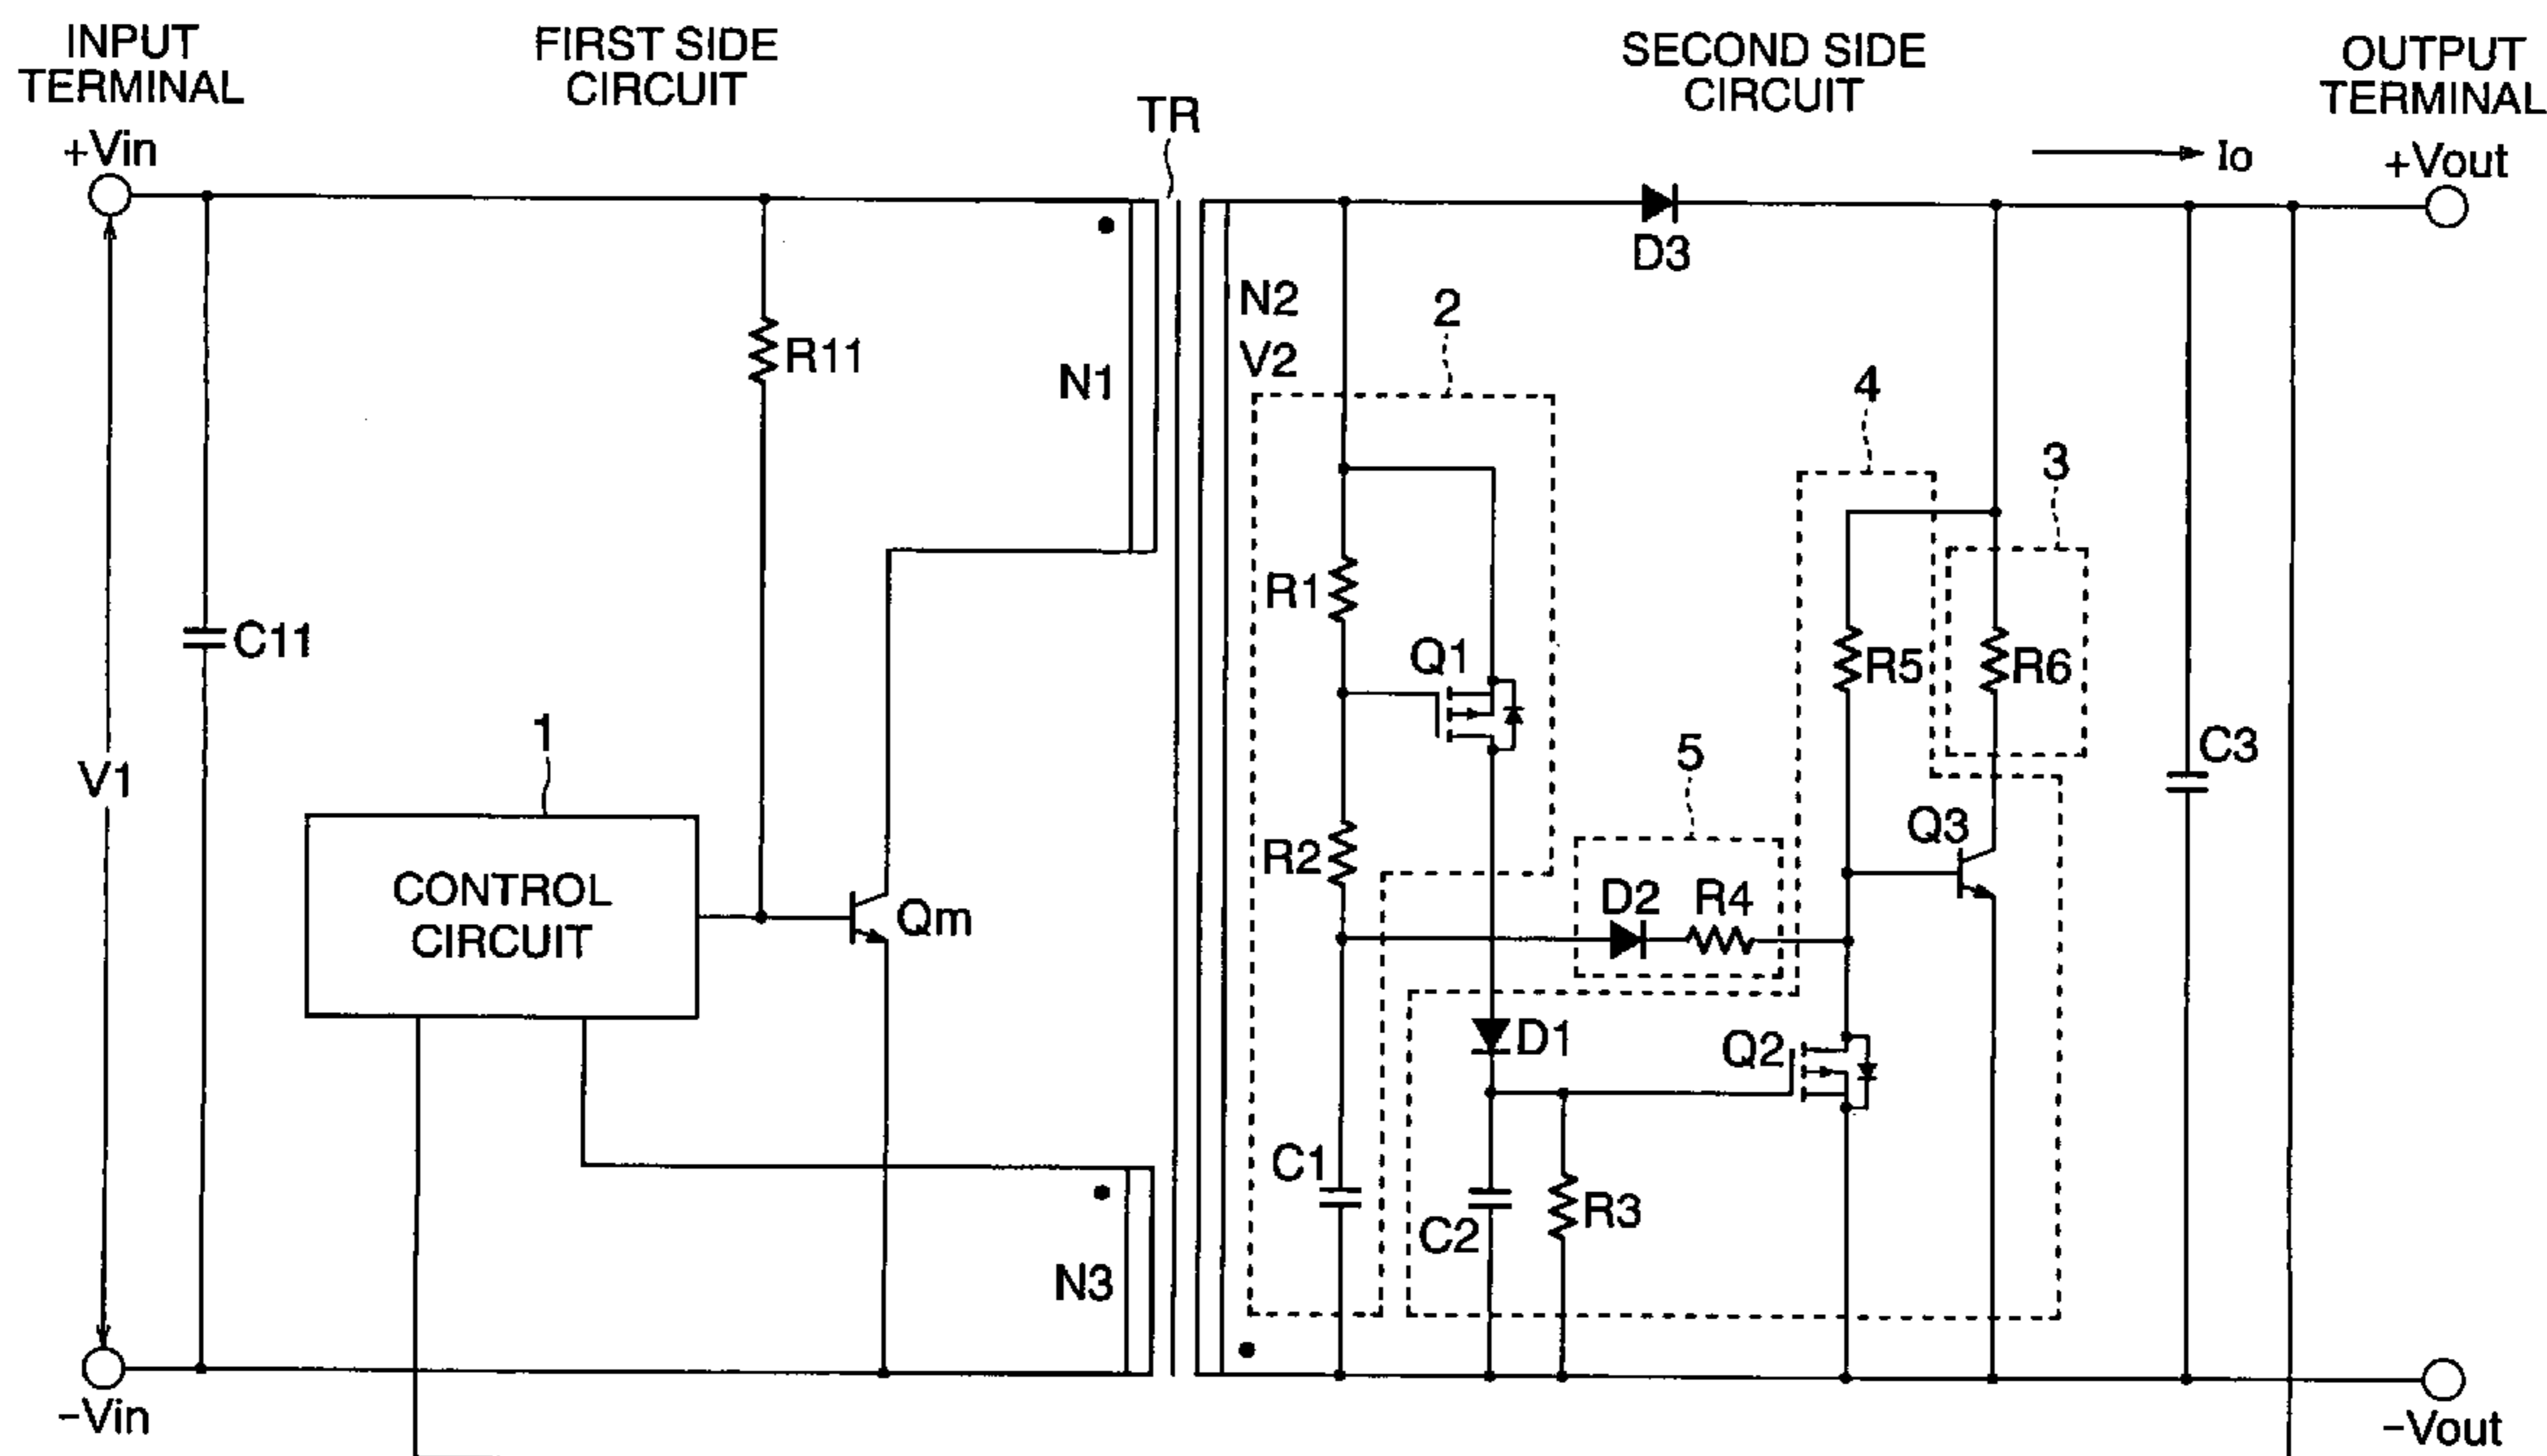 INPUT
TERMINAL
+Vin
FIRST SIDE
CIRCUIT
TR
SECOND SIDE
CIRCUIT
Io
OUTPUT
TERMINAL
+Vout
D3
N2
V2
2
R11
N1
4
3
R1
Q1
R5
R6
C11
V1
1
CONTROL
CIRCUIT
Qm
5
C3
R2
D2
R4
Q3
D1
Q2
C1
C2
R3
N3
−Vin
−Vout